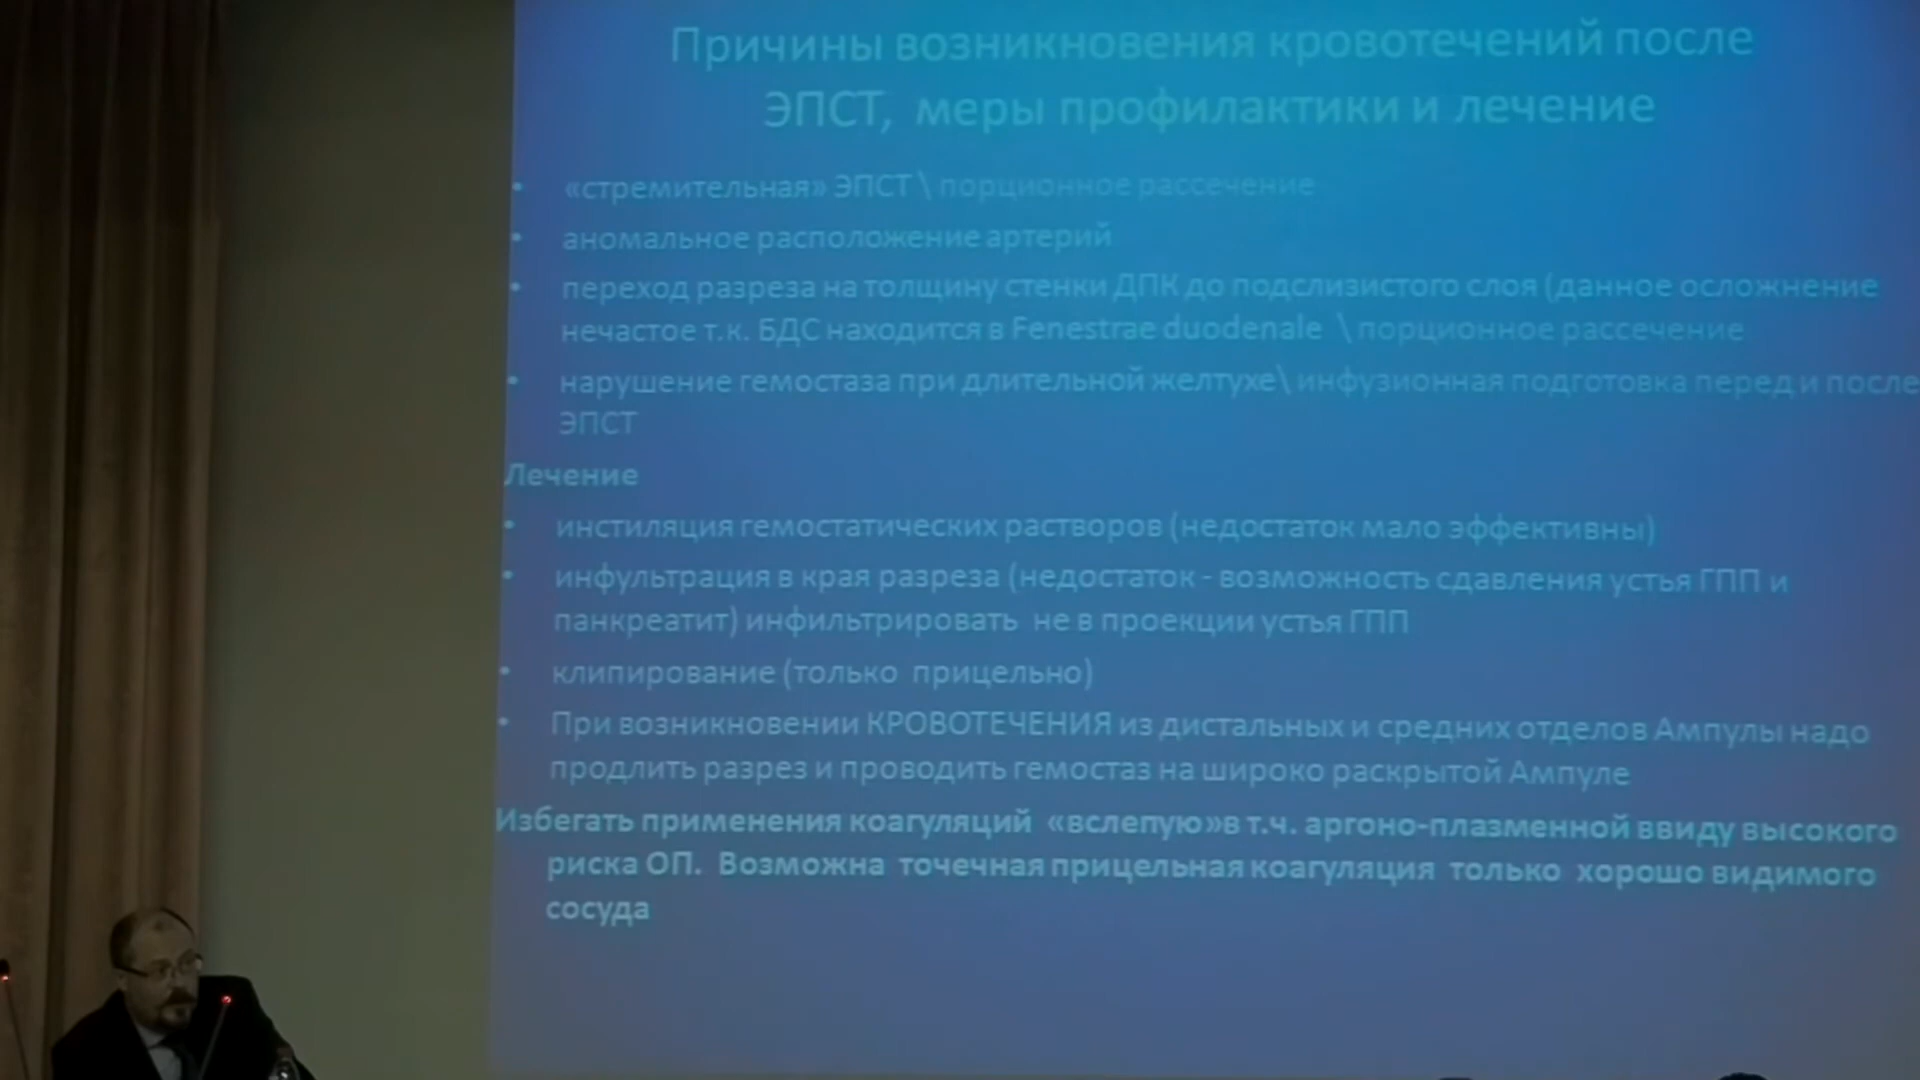 Причины возникновения кровотечений после
ЭПСТ, меры профилактики и лечение
• «стремительная» ЭПСТ \ порционное рассечение
• аномальное расположение артерий
• переход разреза на толщину стенки ДПК до подслизистого слоя (данное осложнение
нечастое т.к. БДС находится в Fenestrae duodenale \ порционное рассечение
• нарушение гемостаза при длительной желтухе\ инфузионная подготовка перед и после
ЭПСТ
Лечение
• инстиляция гемостатических растворов (недостаток мало эффективны)
• инфультрация в края разреза (недостаток - возможность сдавления устья ГПП и
панкреатит) инфильтрировать не в проекции устья ГПП
• клипирование (только прицельно)
• При возникновении КРОВОТЕЧЕНИЯ из дистальных и средних отделов Ампулы надо
продлить разрез и проводить гемостаз на широко раскрытой Ампуле
Избегать применения коагуляций «вслепую»в т.ч. аргоно-плазменной ввиду высокого
риска ОП. Возможна точечная прицельная коагуляция только хорошо видимого
сосуда